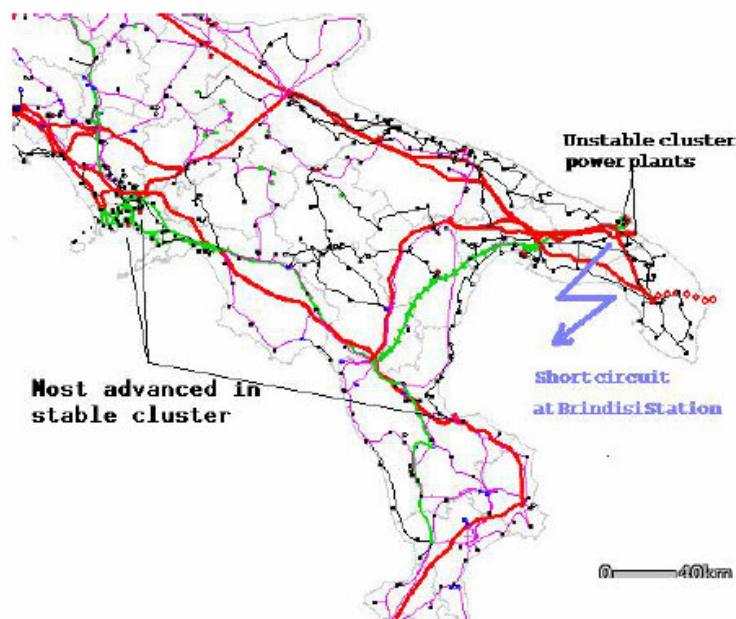 Unstable cluster
power plants
Most advanced in
stable cluster
Short circuit
at Brindisi Station
0 40km